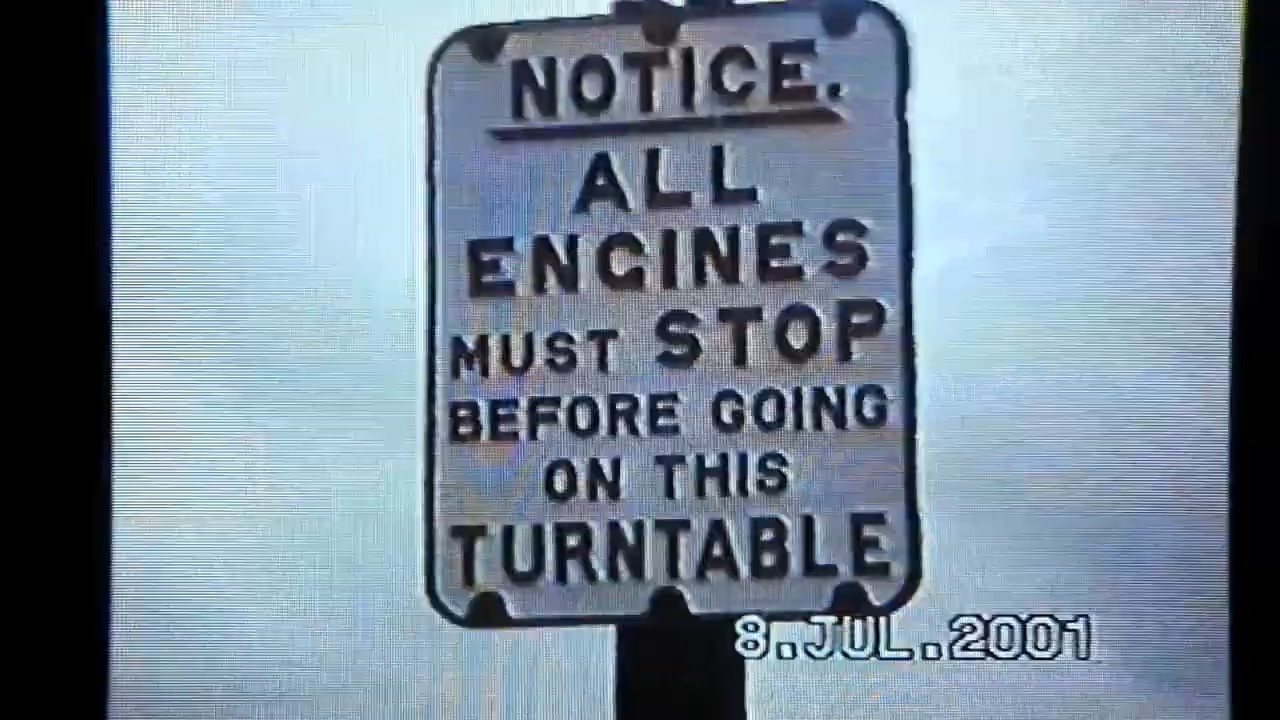 NOTICE.
ALL
ENGINES
MUST STOP
BEFORE GOING
ON THIS
TURNTABLE
8.JUL.2001